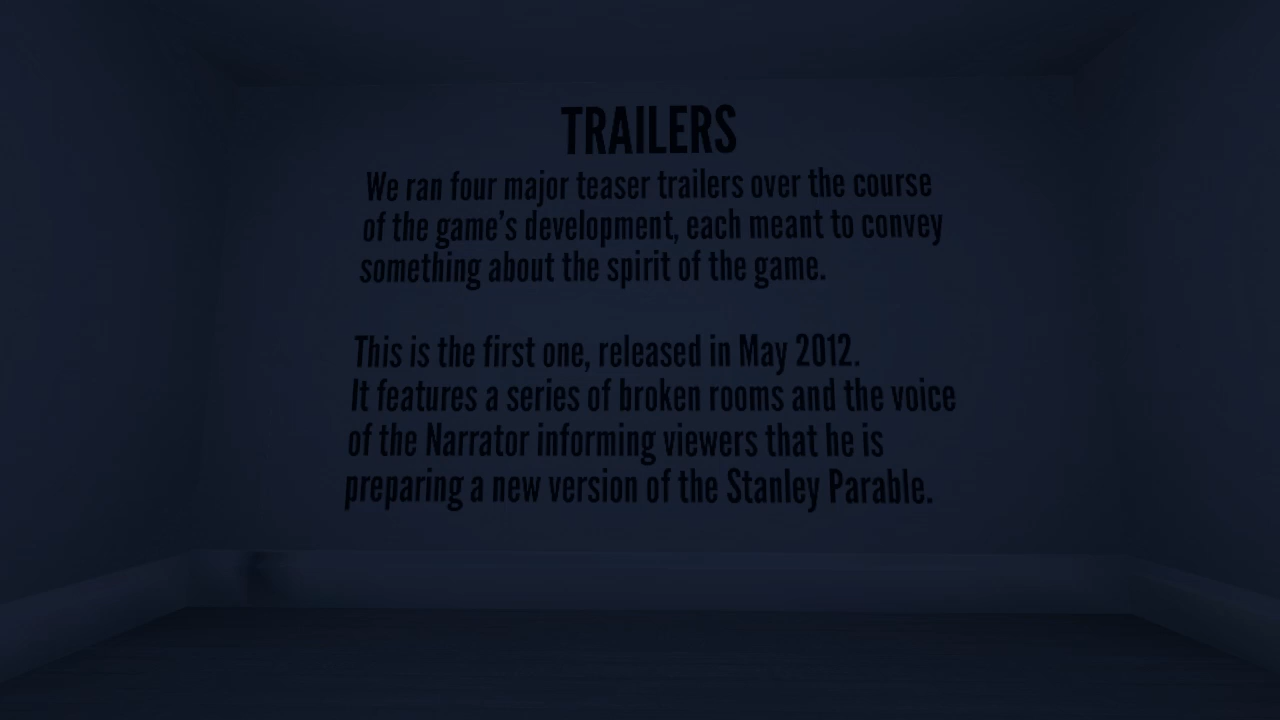 TRAILERS
We ran four major teaser trailers over the course
of the game's development, each meant to convey
something about the spirit of the game.
This is the first one, released in May 2012.
It features a series of broken rooms and the voice
of the Narrator informing viewers that he is
preparing a new version of the Stanley Parable.